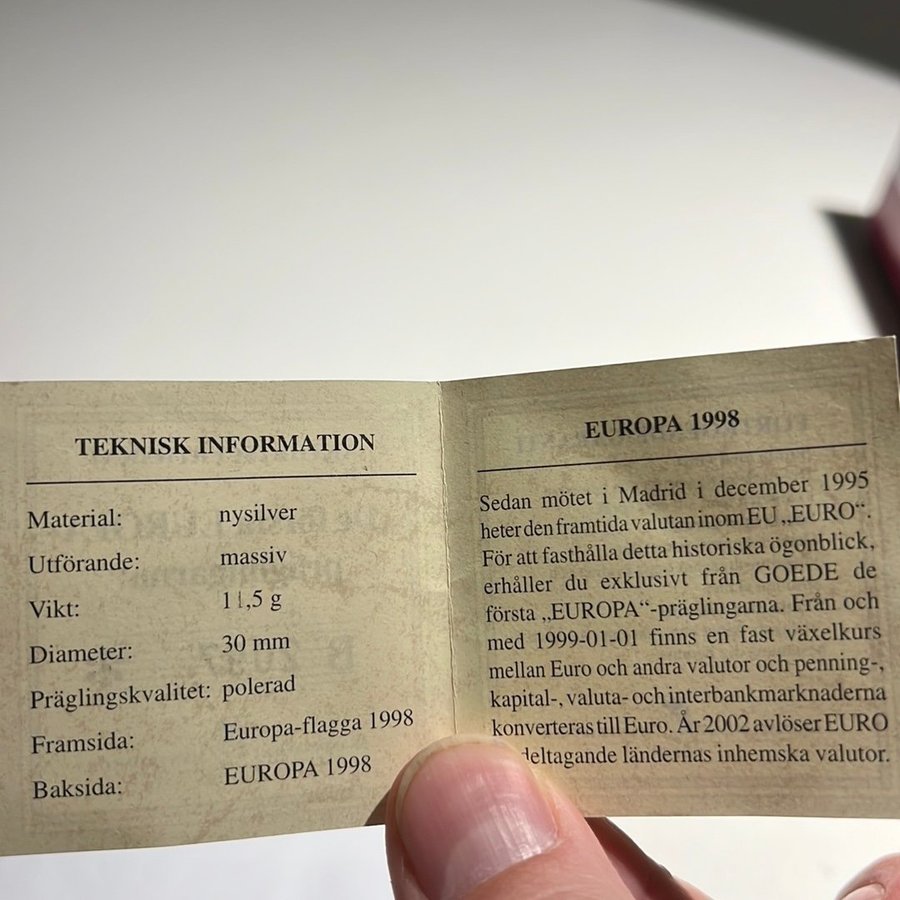 TEKNISK INFORMATION
Material: nysilver
Utförande: massiv
Vikt: 11,5 g
Diameter: 30 mm
Präglingskvalitet: polerad
Framsida: Europa-flagga 1998
Baksida: EUROPA 1998
EUROPA 1998
Sedan mötet i Madrid i december 1995
heter den framtida valutan inom EU „EURO“.
För att fasthålla detta historiska ögonblick,
erhåller du exklusivt från GOEDE de
första „EUROPA“-präglingarna. Från och
med 1999-01-01 finns en fast växelkurs
mellan Euro och andra valutor och penning-,
kapital-, valuta- och interbankmarknaderna
konverteras till Euro. År 2002 avlöser EURO
deltagande ländernas inhemska valutor.